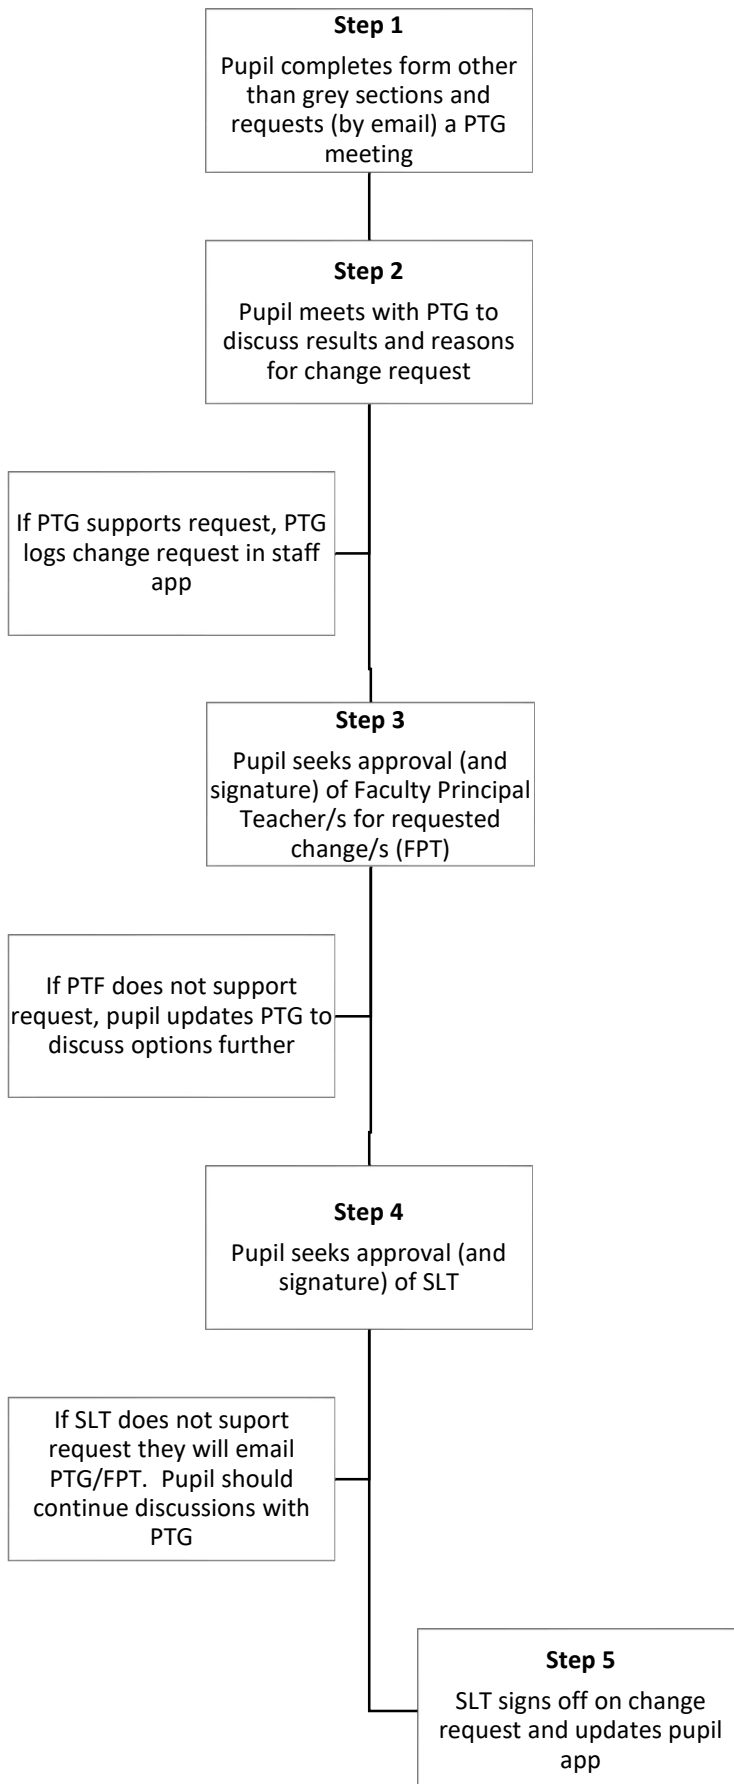 Step 1
Pupil completes form other
than grey sections and
requests (by email) a PTG
meeting
Step 2
Pupil meets with PTG to
discuss results and reasons
for change request
If PTG supports request, PTG
logs change request in staff
app
Step 3
Pupil seeks approval (and
signature) of Faculty Principal
Teacher/s for requested
change/s (FPT)
If PTF does not support
request, pupil updates PTG to
discuss options further
Step 4
Pupil seeks approval (and
signature) of SLT
If SLT does not suport
request they will email
PTG/FPT.  Pupil should
continue discussions with
PTG
Step 5
SLT signs off on change
request and updates pupil
app